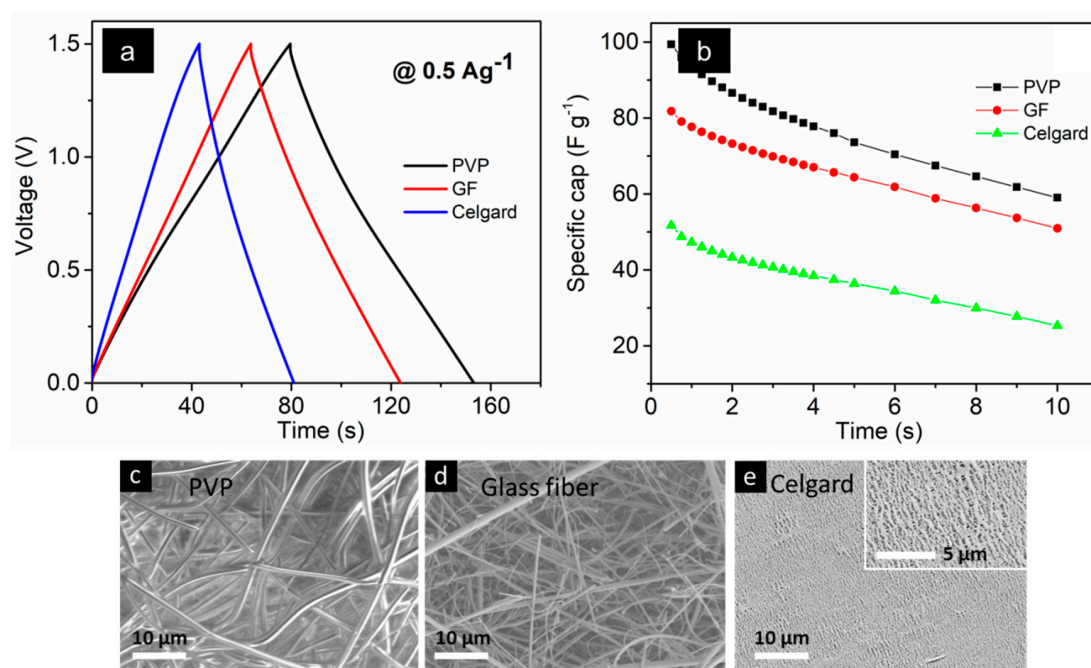 a
@ 0.5 Ag⁻¹
PVP
GF
Celgard
Voltage (V)
1.5
1.0
0.5
0.0
0 40 80 120 160
Time (s)
b
PVP
GF
Celgard
Specific cap (F g⁻¹)
100
80
60
40
20
0 2 4 6 8 10
Time (s)
c PVP
10 µm
d Glass fiber
10 µm
e Celgard
5 µm
10 µm